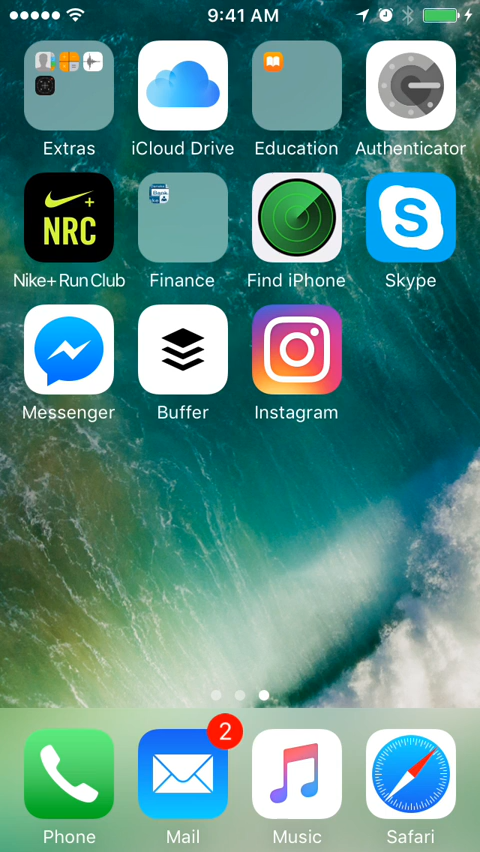 9:41 AM
Extras
iCloud Drive
Education
Authenticator
NRC
Nike+ Run Club
Finance
Find iPhone
Skype
Messenger
Buffer
Instagram
2
Phone
Mail
Music
Safari